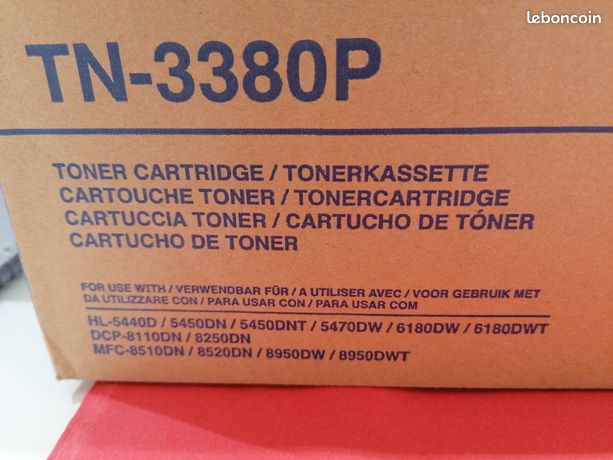 leboncoin
TN-3380P
TONER CARTRIDGE / TONERKASSETTE
CARTOUCHE TONER / TONERCARTRIDGE
CARTUCCIA TONER / CARTUCHO DE TÓNER
CARTUCHO DE TONER
FOR USE WITH / VERWENDBAR FÜR / A UTILISER AVEC / VOOR GEBRUIK MET
DA UTILIZZARE CON / PARA USAR CON / PARA USAR COM
HL-5440D / 5450DN / 5450DNT / 5470DW / 6180DW / 6180DWT
DCP-8110DN / 8250DN
MFC-8510DN / 8520DN / 8950DW / 8950DWT